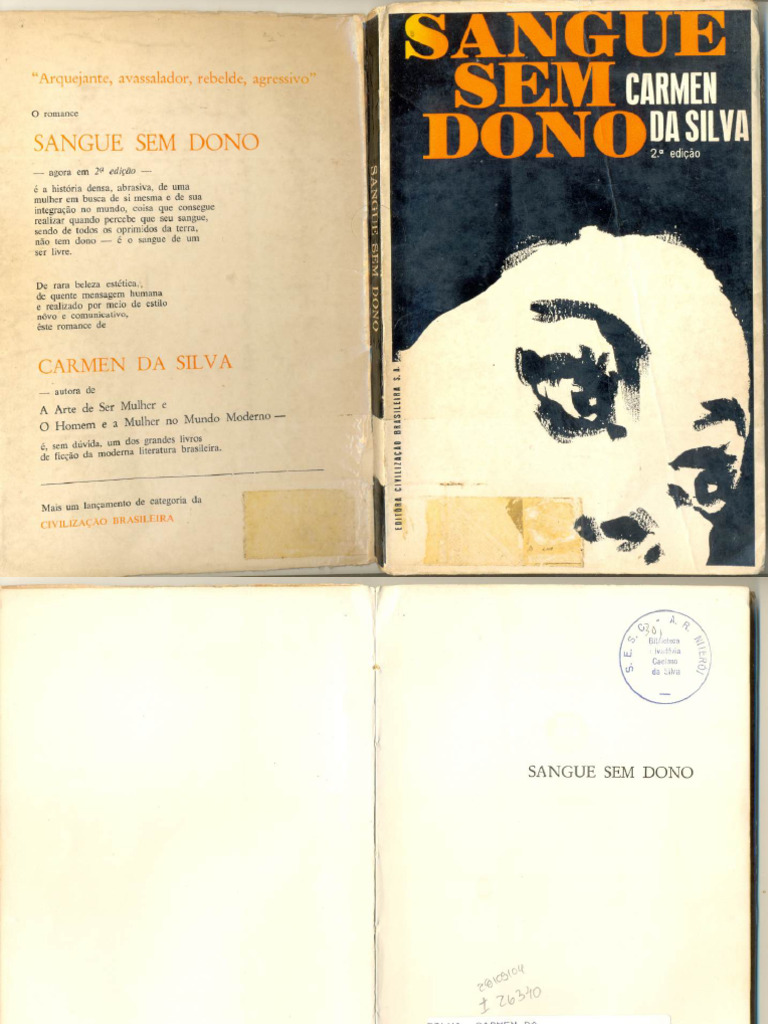 “Arquejante, avassalador, rebelde, agressivo”
O romance
SANGUE SEM DONO
— agora em 2ª edição —
é a história densa, abrasiva, de uma
mulher em busca de si mesma e de sua
integração no mundo, coisa que consegue
realizar quando percebe que seu sangue,
sendo de todos os oprimidos da terra,
não tem dono — é o sangue de um
ser livre.
De rara beleza estética,
de quente mensagem humana
e realizado por meio de estilo
nôvo e comunicativo,
êste romance de
CARMEN DA SILVA
— autora de
A Arte de Ser Mulher e
O Homem e a Mulher no Mundo Moderno —
é, sem dúvida, um dos grandes livros
de ficção da moderna literatura brasileira.
Mais um lançamento de categoria da
CIVILIZAÇÃO BRASILEIRA
SANGUE SEM DONO
SANGUE
SEM
DONO
CARMEN
DA SILVA
2.ª edição
EDITÔRA CIVILIZAÇÃO BRASILEIRA S.A.
S. E. S. C. - A. R. NITERÓI
Biblioteca
da Silva
SANGUE SEM DONO
26340